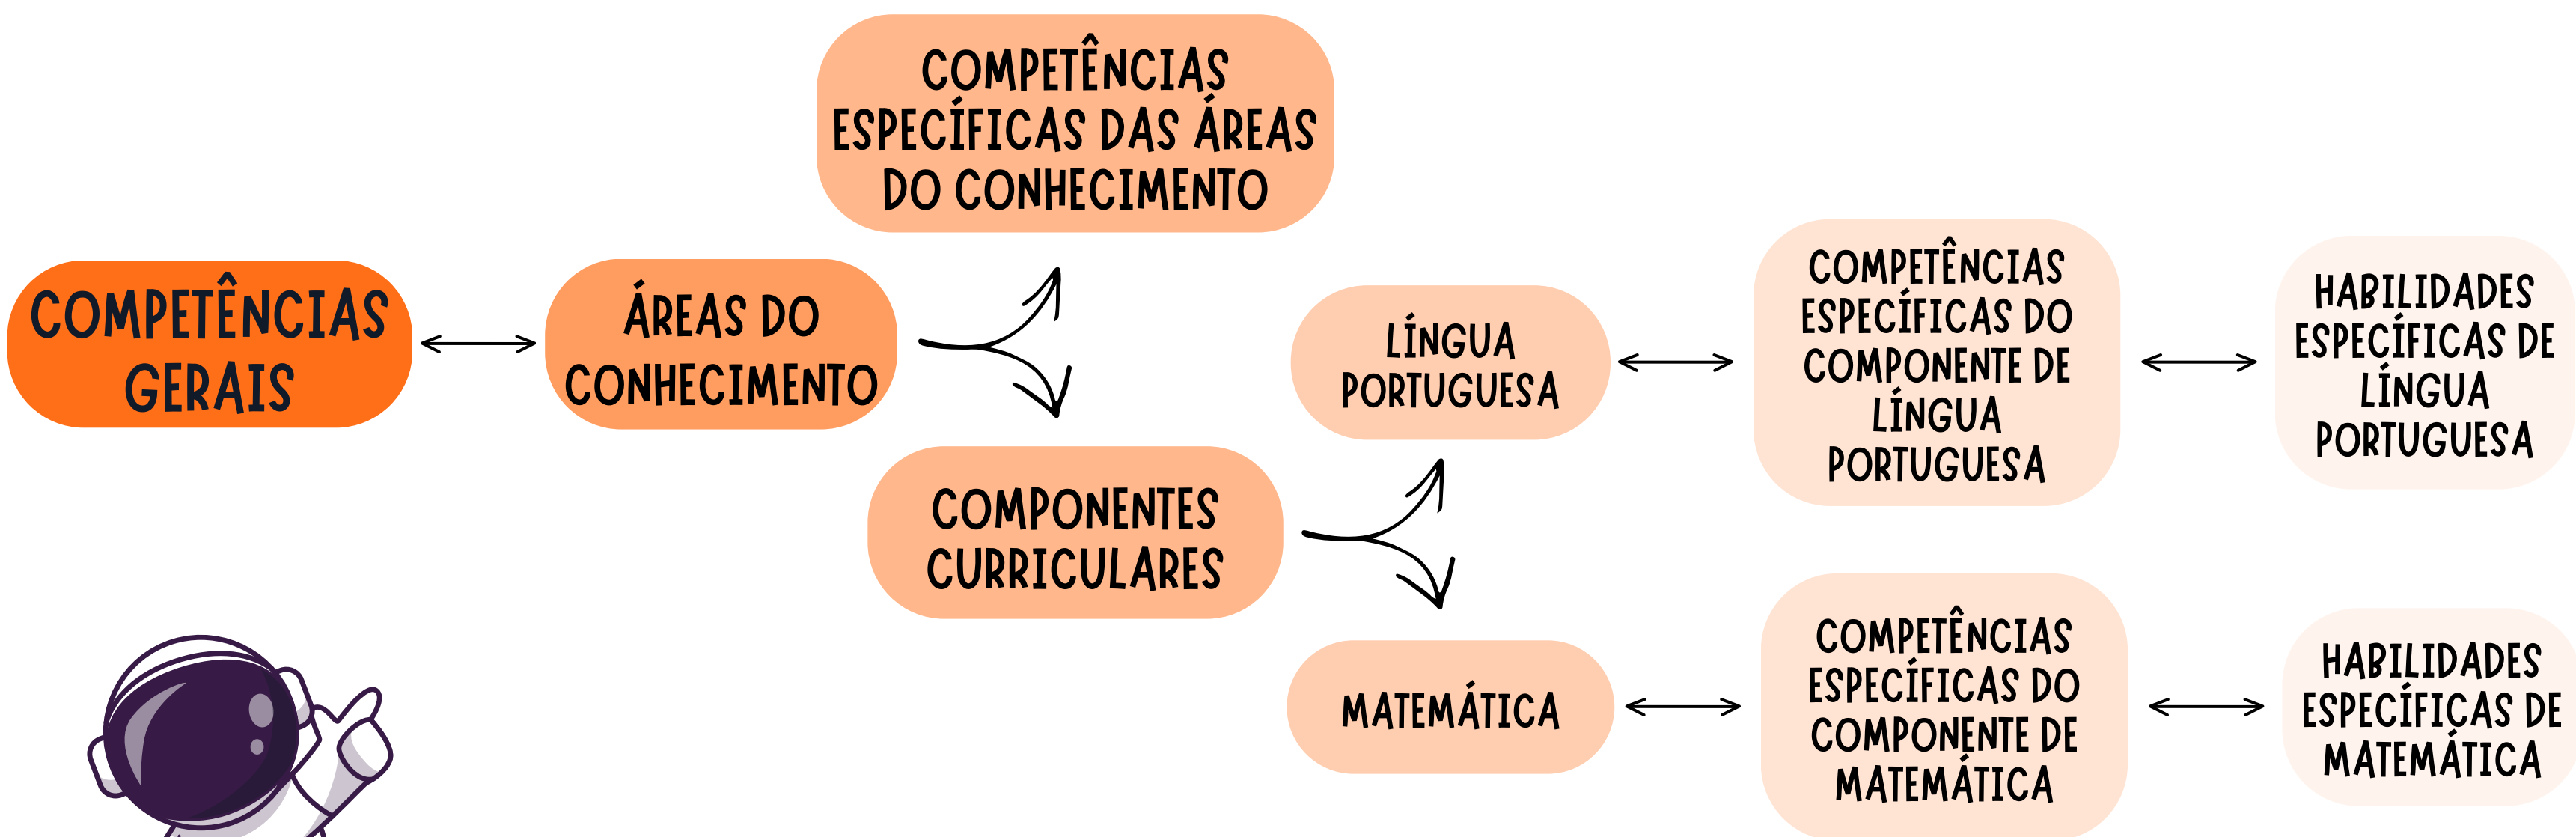 COMPETÊNCIAS
ESPECÍFICAS DAS ÁREAS
DO CONHECIMENTO
COMPETÊNCIAS
GERAIS
ÁREAS DO
CONHECIMENTO
COMPONENTES
CURRICULARES
LÍNGUA
PORTUGUESA
COMPETÊNCIAS
ESPECÍFICAS DO
COMPONENTE DE
LÍNGUA
PORTUGUESA
HABILIDADES
ESPECÍFICAS DE
LÍNGUA
PORTUGUESA
MATEMÁTICA
COMPETÊNCIAS
ESPECÍFICAS DO
COMPONENTE DE
MATEMÁTICA
HABILIDADES
ESPECÍFICAS DE
MATEMÁTICA